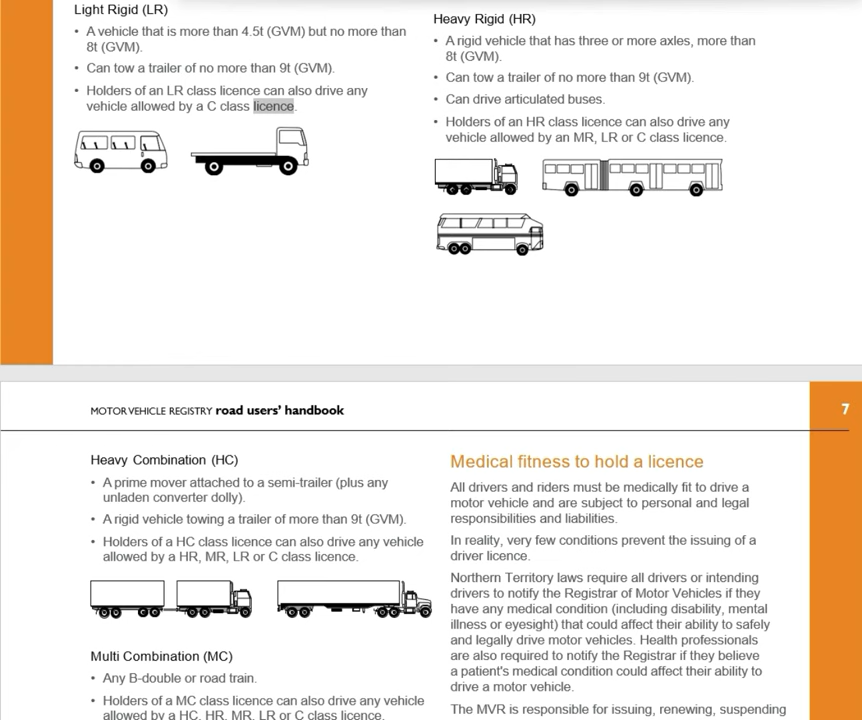 Light Rigid (LR)
• A vehicle that is more than 4.5t (GVM) but no more than
8t (GVM).
• Can tow a trailer of no more than 9t (GVM).
• Holders of an LR class licence can also drive any
vehicle allowed by a C class licence.
Heavy Rigid (HR)
• A rigid vehicle that has three or more axles, more than
8t (GVM).
• Can tow a trailer of no more than 9t (GVM).
• Can drive articulated buses.
• Holders of an HR class licence can also drive any
vehicle allowed by an MR, LR or C class licence.
MOTOR VEHICLE REGISTRY road users' handbook
7
Heavy Combination (HC)
• A prime mover attached to a semi-trailer (plus any
unladen converter dolly).
• A rigid vehicle towing a trailer of more than 9t (GVM).
• Holders of a HC class licence can also drive any vehicle
allowed by a HR, MR, LR or C class licence.
Multi Combination (MC)
• Any B-double or road train.
• Holders of a MC class licence can also drive any vehicle
allowed by a HC, HR, MR, LR or C class licence.
Medical fitness to hold a licence
All drivers and riders must be medically fit to drive a
motor vehicle and are subject to personal and legal
responsibilities and liabilities.
In reality, very few conditions prevent the issuing of a
driver licence.
Northern Territory laws require all drivers or intending
drivers to notify the Registrar of Motor Vehicles if they
have any medical condition (including disability, mental
illness or eyesight) that could affect their ability to safely
and legally drive motor vehicles. Health professionals
are also required to notify the Registrar if they believe
a patient's medical condition could affect their ability to
drive a motor vehicle.
The MVR is responsible for issuing, renewing, suspending